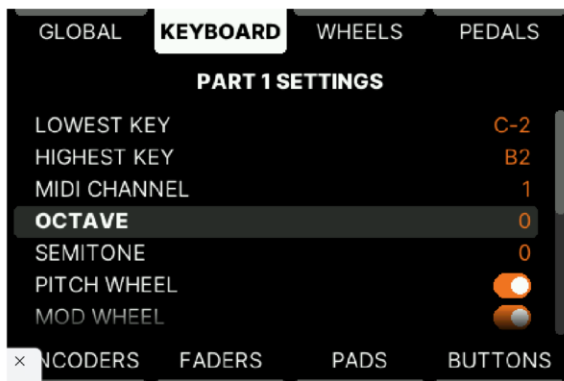 GLOBAL KEYBOARD WHEELS PEDALS
PART 1 SETTINGS
LOWEST KEY C-2
HIGHEST KEY B2
MIDI CHANNEL 1
OCTAVE 0
SEMITONE 0
PITCH WHEEL
MOD WHEEL
× NCODERS FADERS PADS BUTTONS